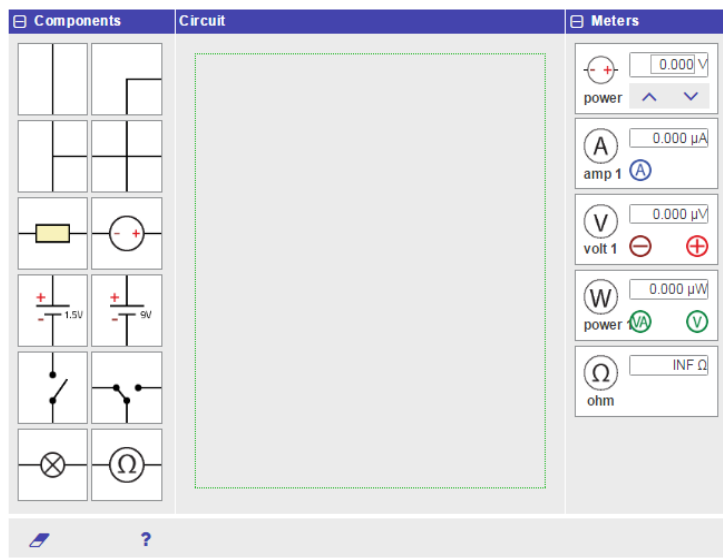 Components
Circuit
Meters
- +
+
-
1.5V
+
-
9V
Ω
- +
0.000 V
power
A
0.000 µA
amp 1
A
V
0.000 µV
volt 1
W
0.000 µW
power 1
VA
V
Ω
INF Ω
ohm
?